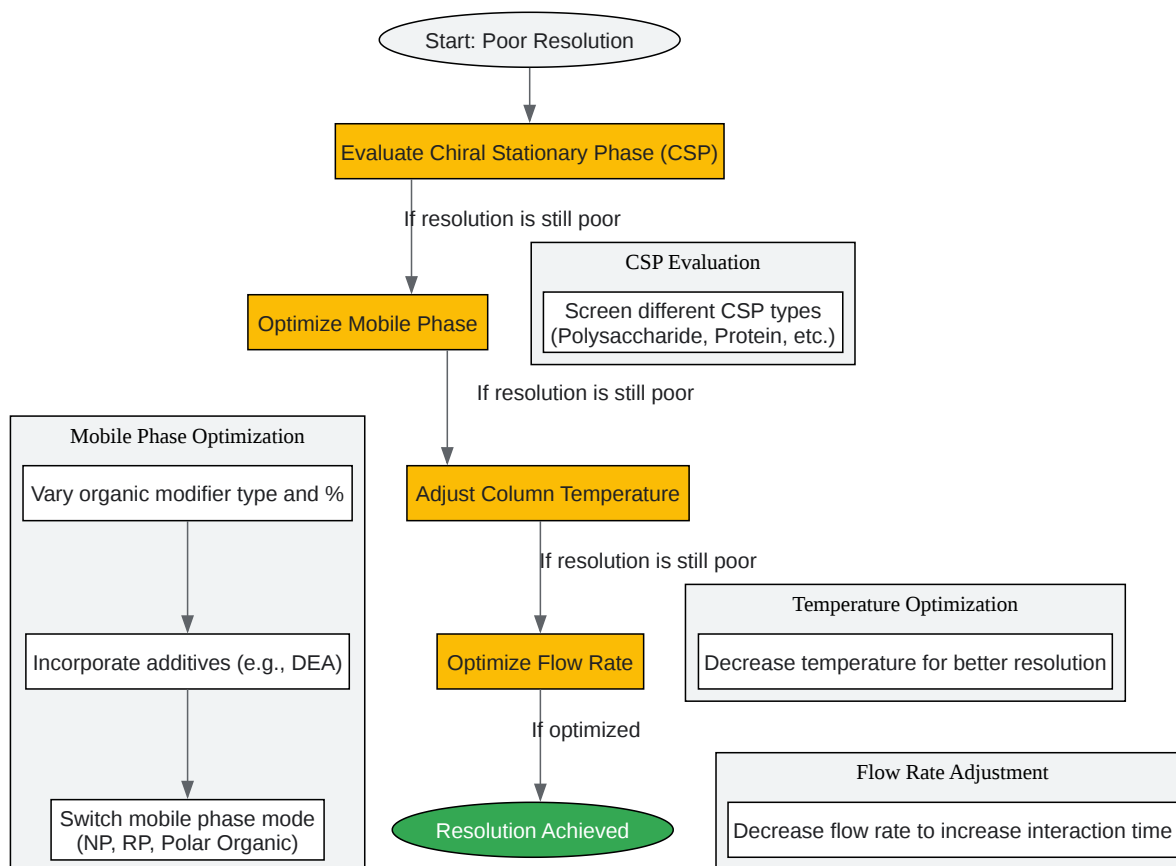 Start: Poor Resolution
Evaluate Chiral Stationary Phase (CSP)
If resolution is still poor
CSP Evaluation
Screen different CSP types
(Polysaccharide, Protein, etc.)
Optimize Mobile Phase
If resolution is still poor
Mobile Phase Optimization
Vary organic modifier type and %
Adjust Column Temperature
If resolution is still poor
Temperature Optimization
Incorporate additives (e.g., DEA)
Optimize Flow Rate
Decrease temperature for better resolution
If optimized
Flow Rate Adjustment
Switch mobile phase mode
(NP, RP, Polar Organic)
Resolution Achieved
Decrease flow rate to increase interaction time